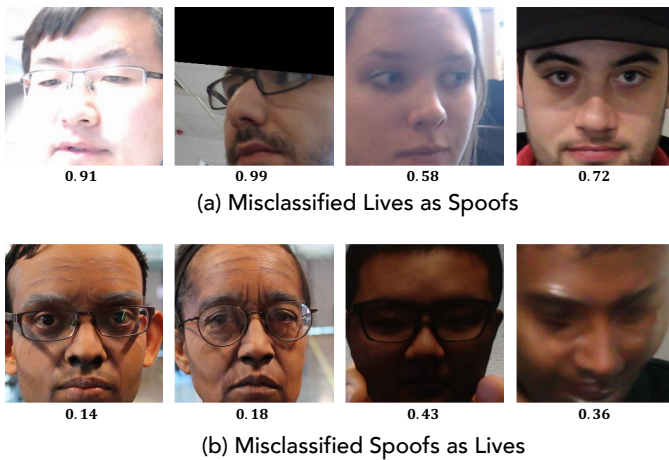 0.91 0.99 0.58 0.72
(a) Misclassified Lives as Spoofs
0.14 0.18 0.43 0.36
(b) Misclassified Spoofs as Lives